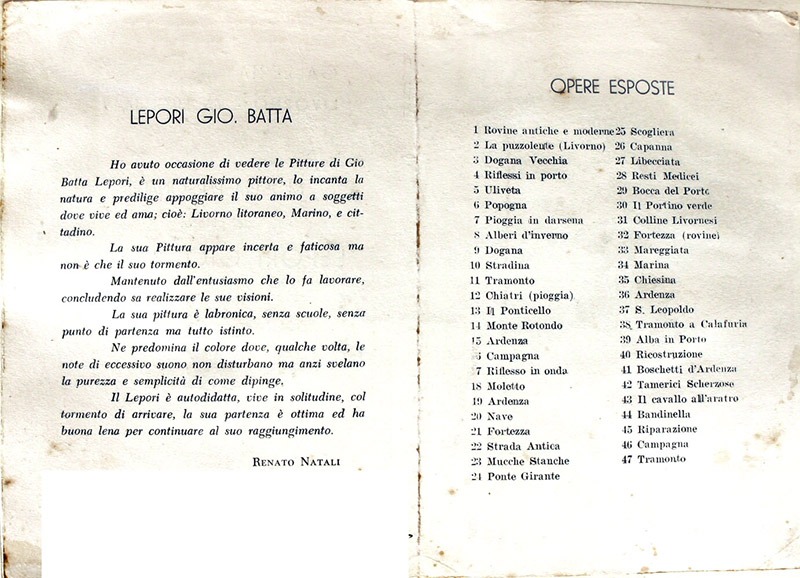 LEPORI GIO. BATTA
Ho avuto occasione di vedere le Pitture di Gio
Batta Lepori, è un naturalissimo pittore, lo incanta la
natura e predilige appoggiare il suo animo a soggetti
dove vive ed ama; cioè: Livorno litoraneo, Marino, e cit-
tadino.
La sua Pittura appare incerta e faticosa ma
non è che il suo tormento.
Mantenuto dall'entusiasmo che lo fa lavorare,
concludendo sa realizzare le sue visioni.
La sua pittura è labronica, senza scuole, senza
punto di partenza ma tutto istinto.
Ne predomina il colore dove, qualche volta, le
note di eccessivo suono non disturbano ma anzi svelano
la purezza e semplicità di come dipinge,
Il Lepori è autodidatta, vive in solitudine, col
tormento di arrivare, la sua partenza è ottima ed ha
buona lena per continuare al suo raggiungimento.
RENATO NATALI
OPERE ESPOSTE
1 Rovine antiche e moderne
2 La puzzolente (Livorno)
3 Dogana Vecchia
4 Riflessi in porto
5 Uliveta
6 Popogna
7 Pioggia in darsena
8 Alberi d'inverno
9 Dogana
10 Stradina
11 Tramonto
12 Chiatri (pioggia)
13 Il Ponticello
14 Monte Rotondo
15 Ardenza
6 Campagna
7 Riflesso in onda
18 Moletto
19 Ardenza
20 Nave
21 Fortezza
22 Strada Antica
23 Mucche Stanche
24 Ponte Girante
25 Scogliera
26 Capanna
27 Libecciata
28 Resti Medicei
29 Bocca del Porto
30 Il Portino verde
31 Colline Livornesi
32 Fortezza (rovine)
33 Mareggiata
34 Marina
35 Chiesina
36 Ardenza
37 S. Leopoldo
38 Tramonto a Calafuria
39 Alba in Porto
40 Ricostruzione
41 Boschetti d'Ardenza
42 Tamerici Scherzose
43 Il cavallo all'aratro
44 Bandinella
45 Riparazione
46 Campagna
47 Tramonto